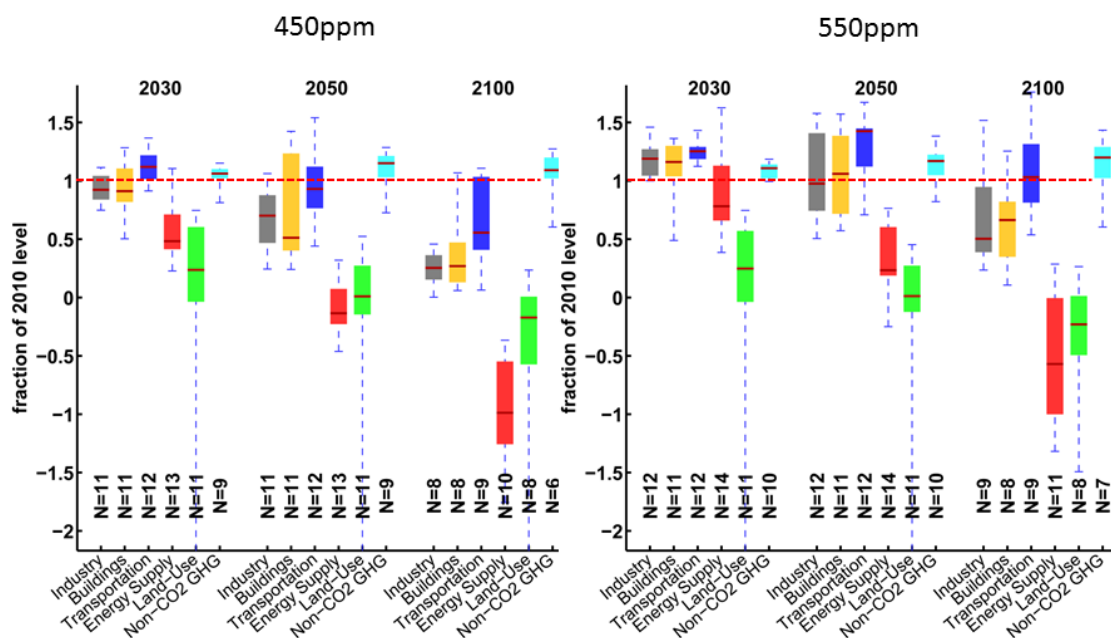 450ppm
550ppm
fraction of 2010 level
1.5
1
0.5
0
−0.5
−1
−1.5
−2
2030
2050
2100
N=11
N=11
N=12
N=13
N=11
N=9
N=11
N=11
N=12
N=13
N=11
N=9
N=8
N=8
N=9
N=10
N=8
N=6
Industry
Buildings
Transportation
Energy Supply
Land−Use
Non−CO2 GHG
Industry
Buildings
Transportation
Energy Supply
Land−Use
Non−CO2 GHG
Industry
Buildings
Transportation
Energy Supply
Land−Use
Non−CO2 GHG
fraction of 2010 level
1.5
1
0.5
0
−0.5
−1
−1.5
−2
2030
2050
2100
N=12
N=11
N=12
N=14
N=11
N=10
N=12
N=11
N=12
N=14
N=11
N=10
N=9
N=8
N=9
N=11
N=8
N=7
Industry
Buildings
Transportation
Energy Supply
Land−Use
Non−CO2 GHG
Industry
Buildings
Transportation
Energy Supply
Land−Use
Non−CO2 GHG
Industry
Buildings
Transportation
Energy Supply
Land−Use
Non−CO2 GHG